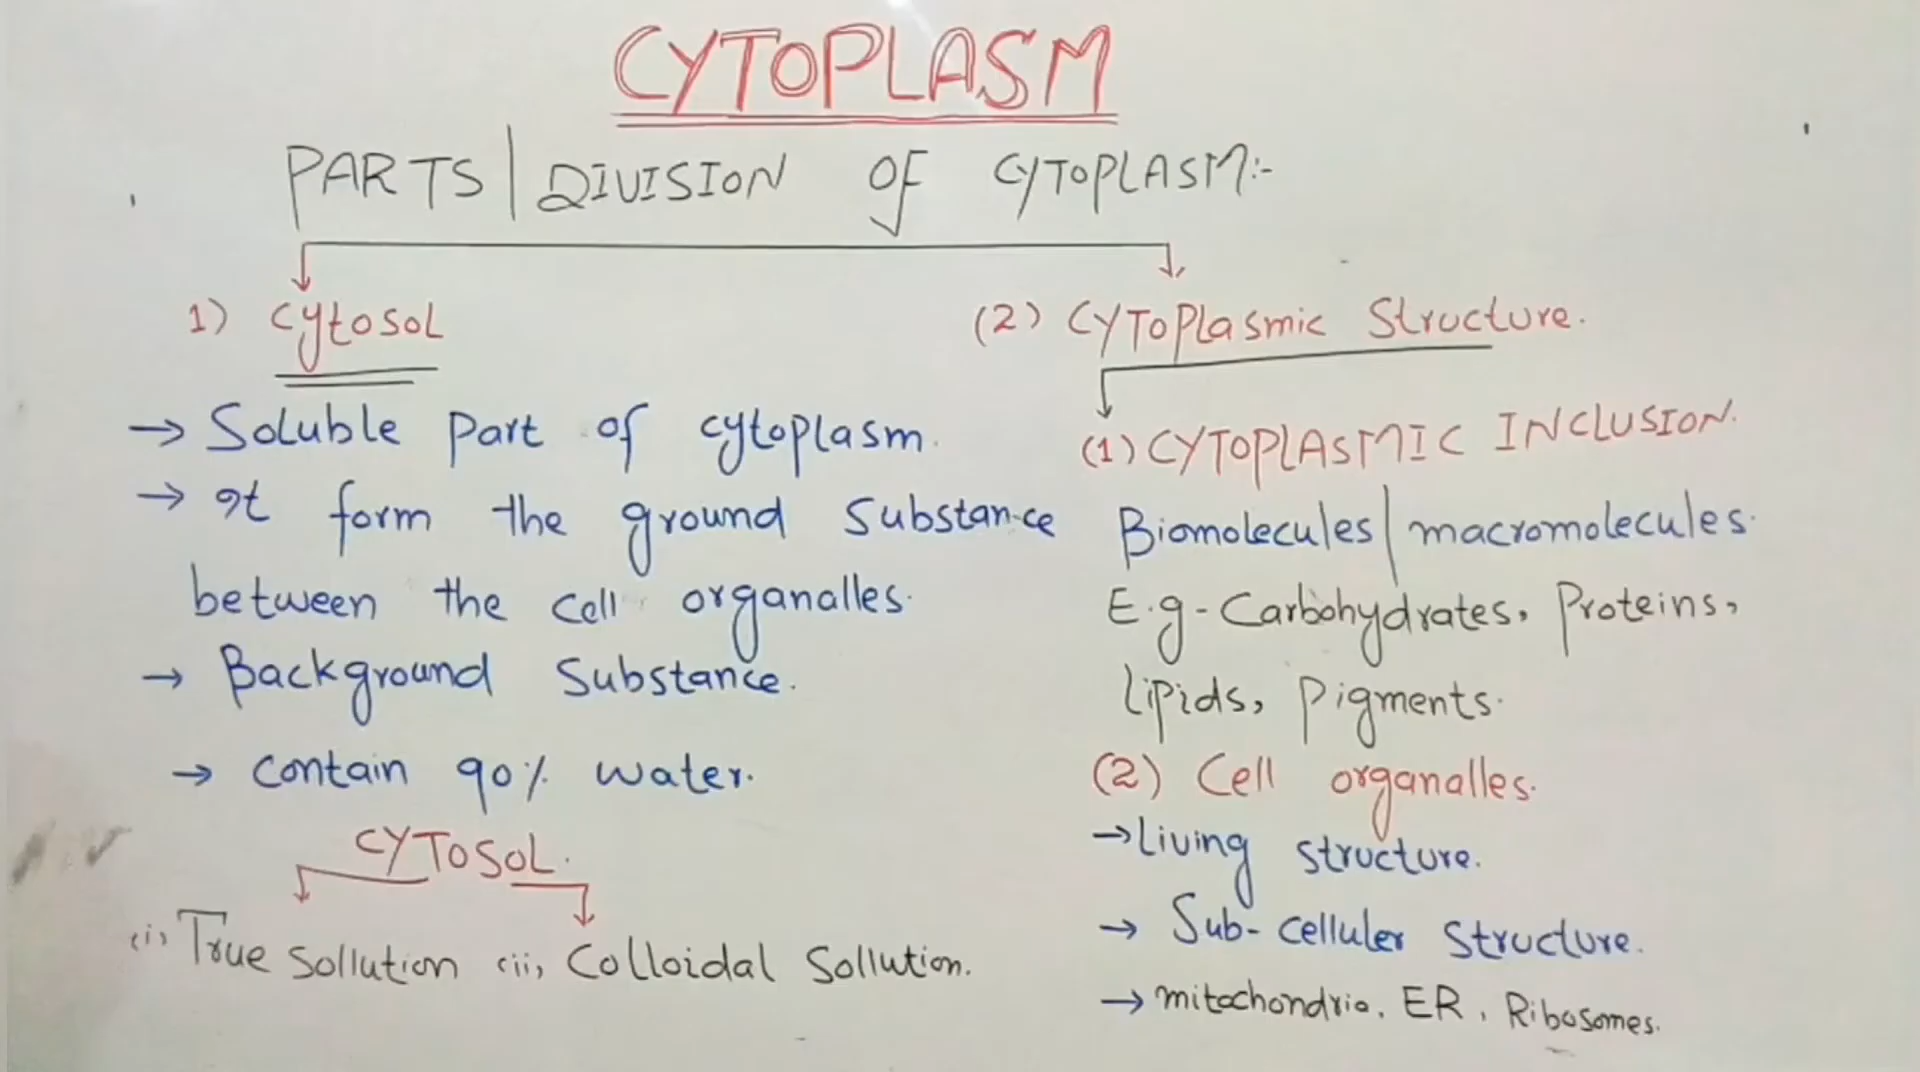 CYTOPLASM
PARTS | DIVISION OF CYTOPLASM:-
1) Cytosol
→ Soluble Part of cytoplasm.
→ It form the ground Substance
between the cell organalles.
→ Background Substance.
→ contain 90% water.
CYTOSOL.
(i) True Sollution (ii) Colloidal Sollution.
(2) CYToPlasmic Structure.
(1) CYTOPLASMIC INCLUSION.
Biomolecules | macromolecules.
E.g - Carbohydrates, Proteins,
Lipids, Pigments.
(2) Cell organalles.
→ Living structure.
→ Sub-Celluler Structure.
→ mitochondria, ER, Ribosomes.